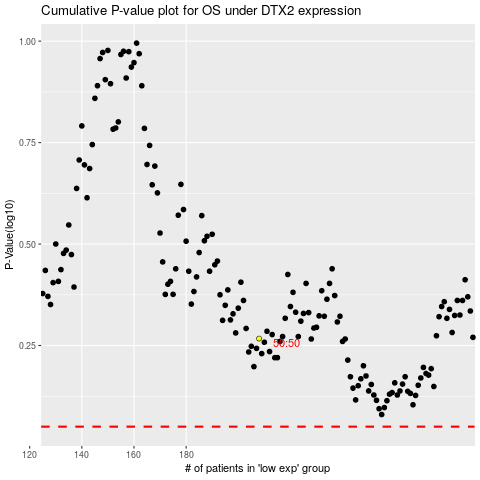 Cumulative P-value plot for OS under DTX2 expression
1.00
0.75
0.50
0.25
P-Value(log10)
50:50
120 140 160 180
# of patients in 'low exp' group